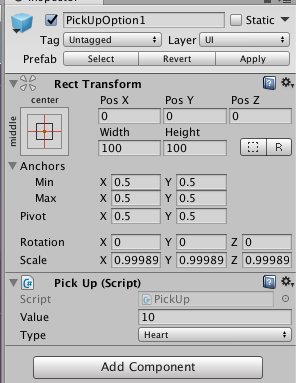 PickUpOption1
Static
Tag Untagged Layer UI
Prefab Select Revert Apply
Rect Transform
center Pos X Pos Y Pos Z
middle 0 0 0
Width Height
100 100 R
Anchors
Min X 0.5 Y 0.5
Max X 0.5 Y 0.5
Pivot X 0.5 Y 0.5
Rotation X 0 Y 0 Z 0
Scale X 0.99989 Y 0.99989 Z 0.99989
Pick Up (Script)
Script PickUp
Value 10
Type Heart
Add Component